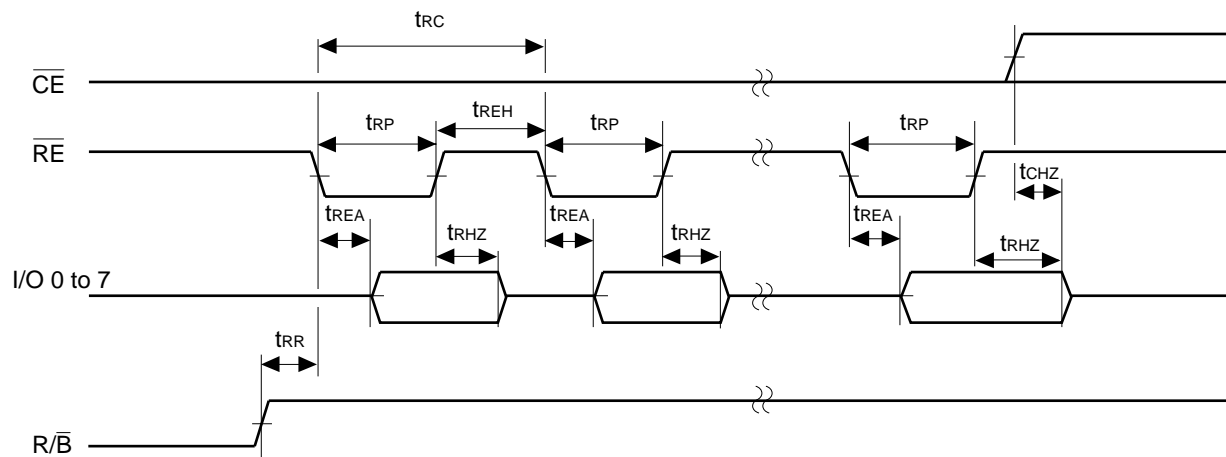 tRC
CE
tRP tREH tRP tRP
RE
tCHZ
tREA tREA tREA
tRHZ tRHZ tRHZ
I/O 0 to 7
tRR
R/B